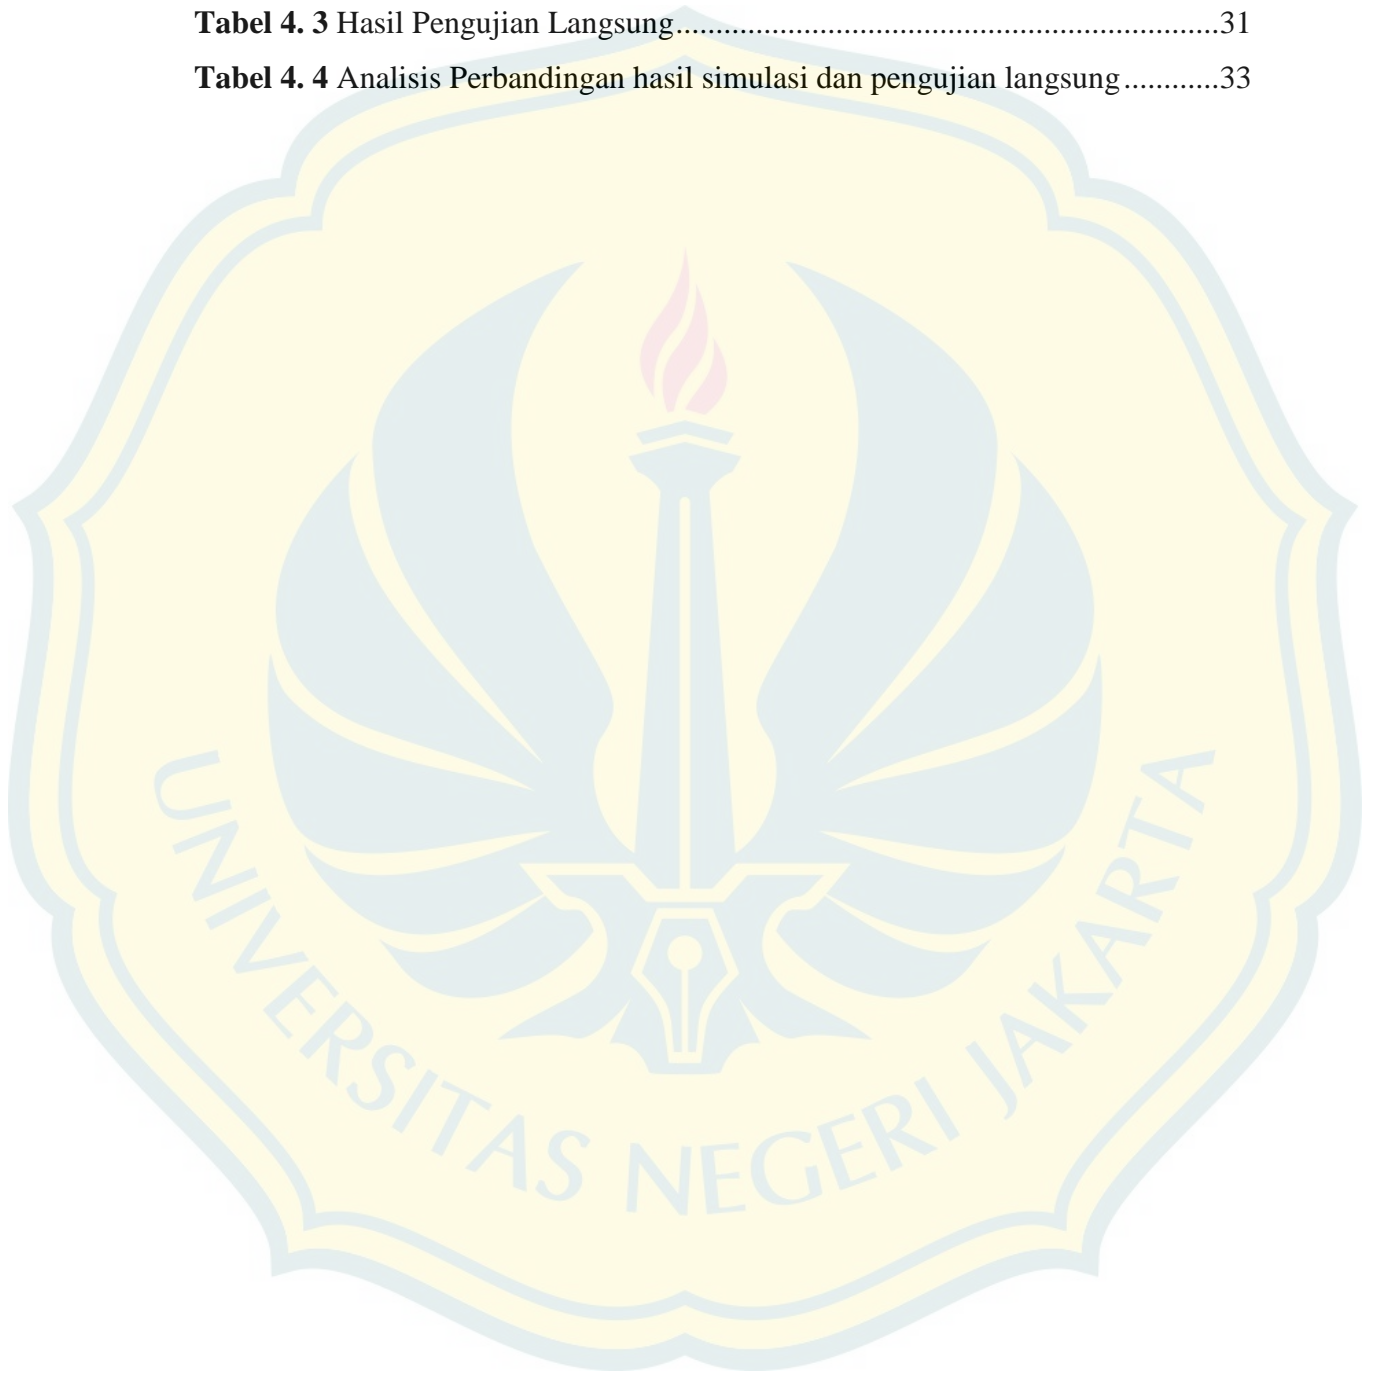 Tabel 4. 3 Hasil Pengujian Langsung....................................................................31
Tabel 4. 4 Analisis Perbandingan hasil simulasi dan pengujian langsung............33
UNIVERSITAS NEGERI JAKARTA